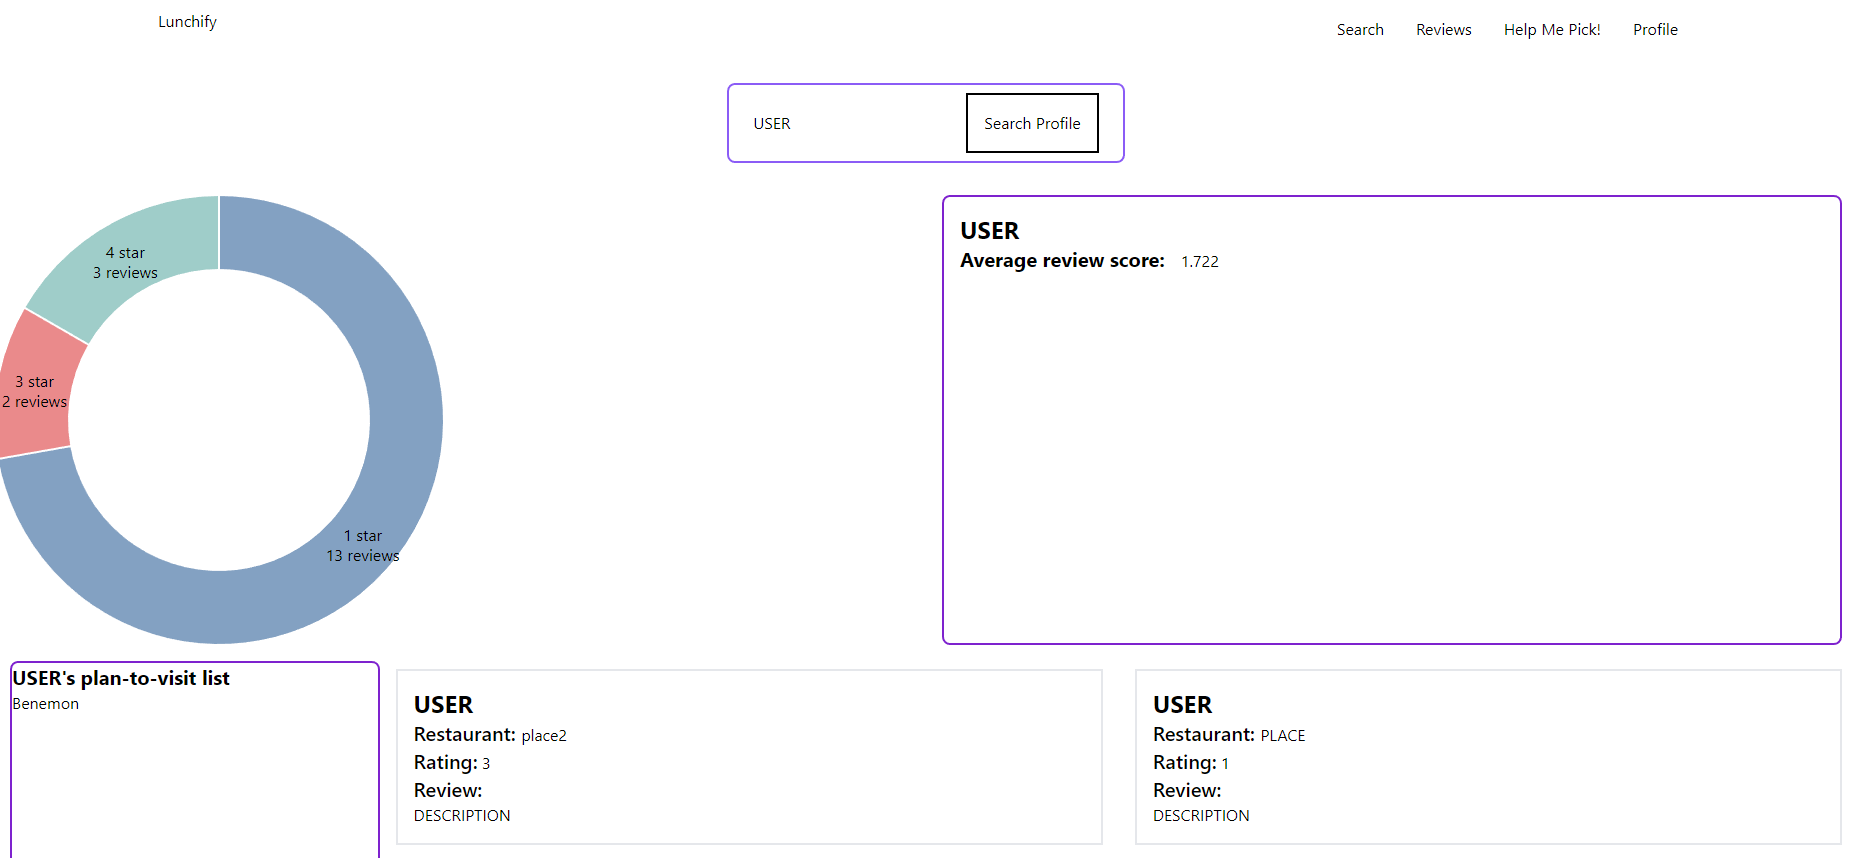 Lunchify
Search Reviews Help Me Pick! Profile
USER Search Profile
4 star
3 reviews
3 star
2 reviews
1 star
13 reviews
USER
Average review score: 1.722
USER's plan-to-visit list
Benemon
USER
Restaurant: place2
Rating: 3
Review:
DESCRIPTION
USER
Restaurant: PLACE
Rating: 1
Review:
DESCRIPTION